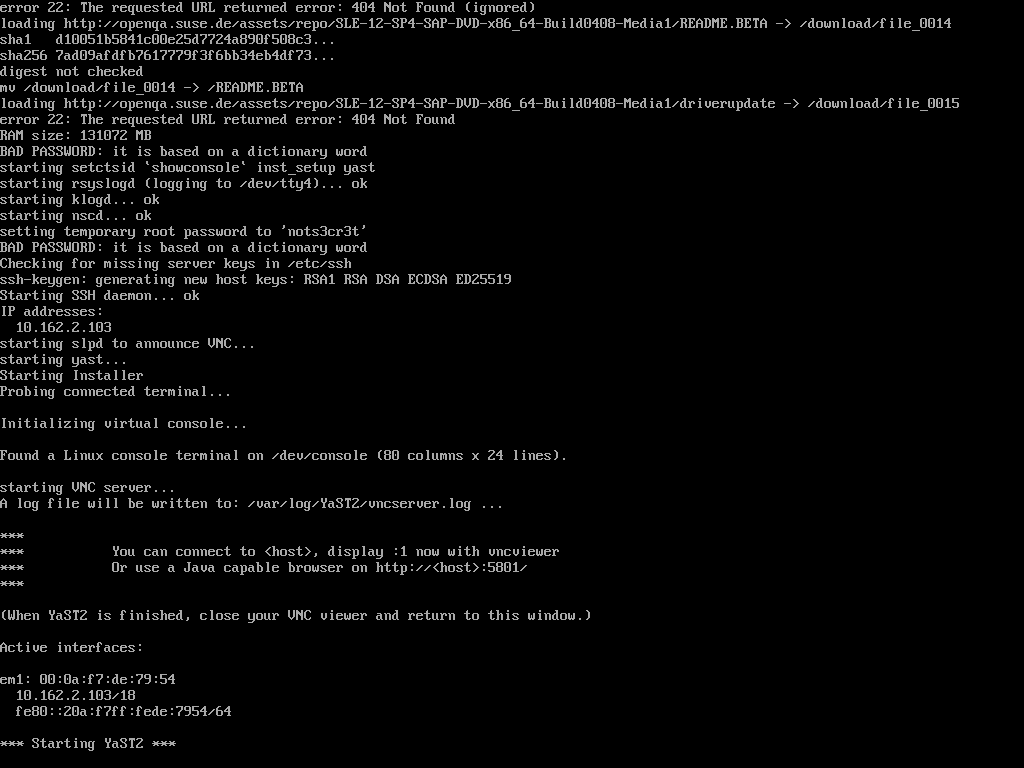 error 22: The requested URL returned error: 404 Not Found (ignored)
loading http://openqa.suse.de/assets/repo/SLE-12-SP4-SAP-DVD-x86_64-Build0408-Media1/README.BETA -> /download/file_0014
sha1   d10051b5841c00e25d7724a890f508c3...
sha256 7ad09afdfb7617779f3f6bb34eb4df73...
digest not checked
mv /download/file_0014 -> /README.BETA
loading http://openqa.suse.de/assets/repo/SLE-12-SP4-SAP-DVD-x86_64-Build0408-Media1/driverupdate -> /download/file_0015
error 22: The requested URL returned error: 404 Not Found
RAM size: 131072 MB
BAD PASSWORD: it is based on a dictionary word
starting setctsid `showconsole` inst_setup yast
starting rsyslogd (logging to /dev/tty4)... ok
starting klogd... ok
starting nscd... ok
setting temporary root password to 'nots3cr3t'
BAD PASSWORD: it is based on a dictionary word
Checking for missing server keys in /etc/ssh
ssh-keygen: generating new host keys: RSA1 RSA DSA ECDSA ED25519
Starting SSH daemon... ok
IP addresses:
  10.162.2.103
starting slpd to announce VNC...
starting yast...
Starting Installer
Probing connected terminal...

Initializing virtual console...

Found a Linux console terminal on /dev/console (80 columns x 24 lines).

starting VNC server...
A log file will be written to: /var/log/YaST2/vncserver.log ...

***
***           You can connect to <host>, display :1 now with vncviewer
***           Or use a Java capable browser on http://<host>:5801/
***

(When YaST2 is finished, close your VNC viewer and return to this window.)

Active interfaces:

em1: 00:0a:f7:de:79:54
  10.162.2.103/18
  fe80::20a:f7ff:fede:7954/64

*** Starting YaST2 ***